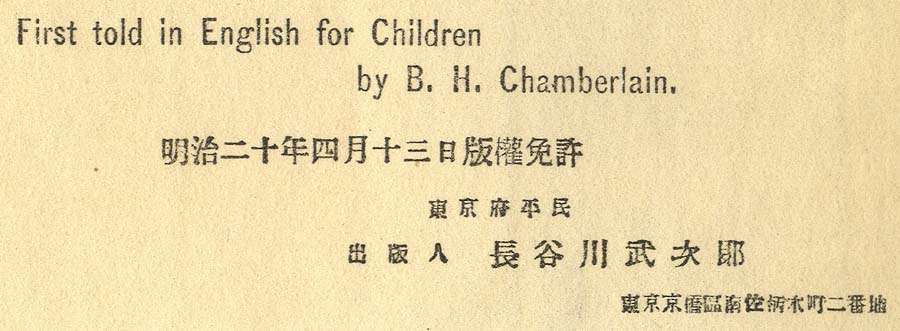 First told in English for Children
by B. H. Chamberlain.
明治二十年四月十三日版權免許
東京府平民
出版人 長谷川武次郎
東京京橋區南佐柄木町二番地